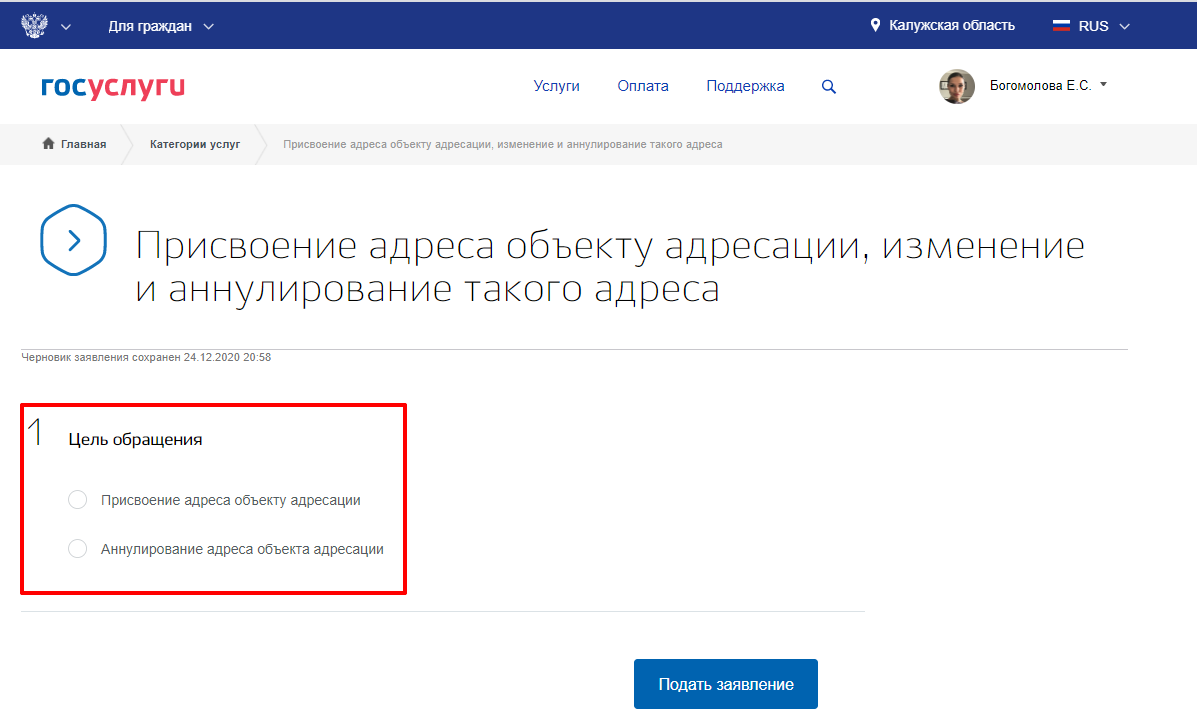 Для граждан
Калужская область
RUS
госуслуги
Услуги
Оплата
Поддержка
Богомолова Е.С.
Главная
Категории услуг
Присвоение адреса объекту адресации, изменение и аннулирование такого адреса
Присвоение адреса объекту адресации, изменение
и аннулирование такого адреса
Черновик заявления сохранен 24.12.2020 20:58
1
Цель обращения
Присвоение адреса объекту адресации
Аннулирование адреса объекта адресации
Подать заявление